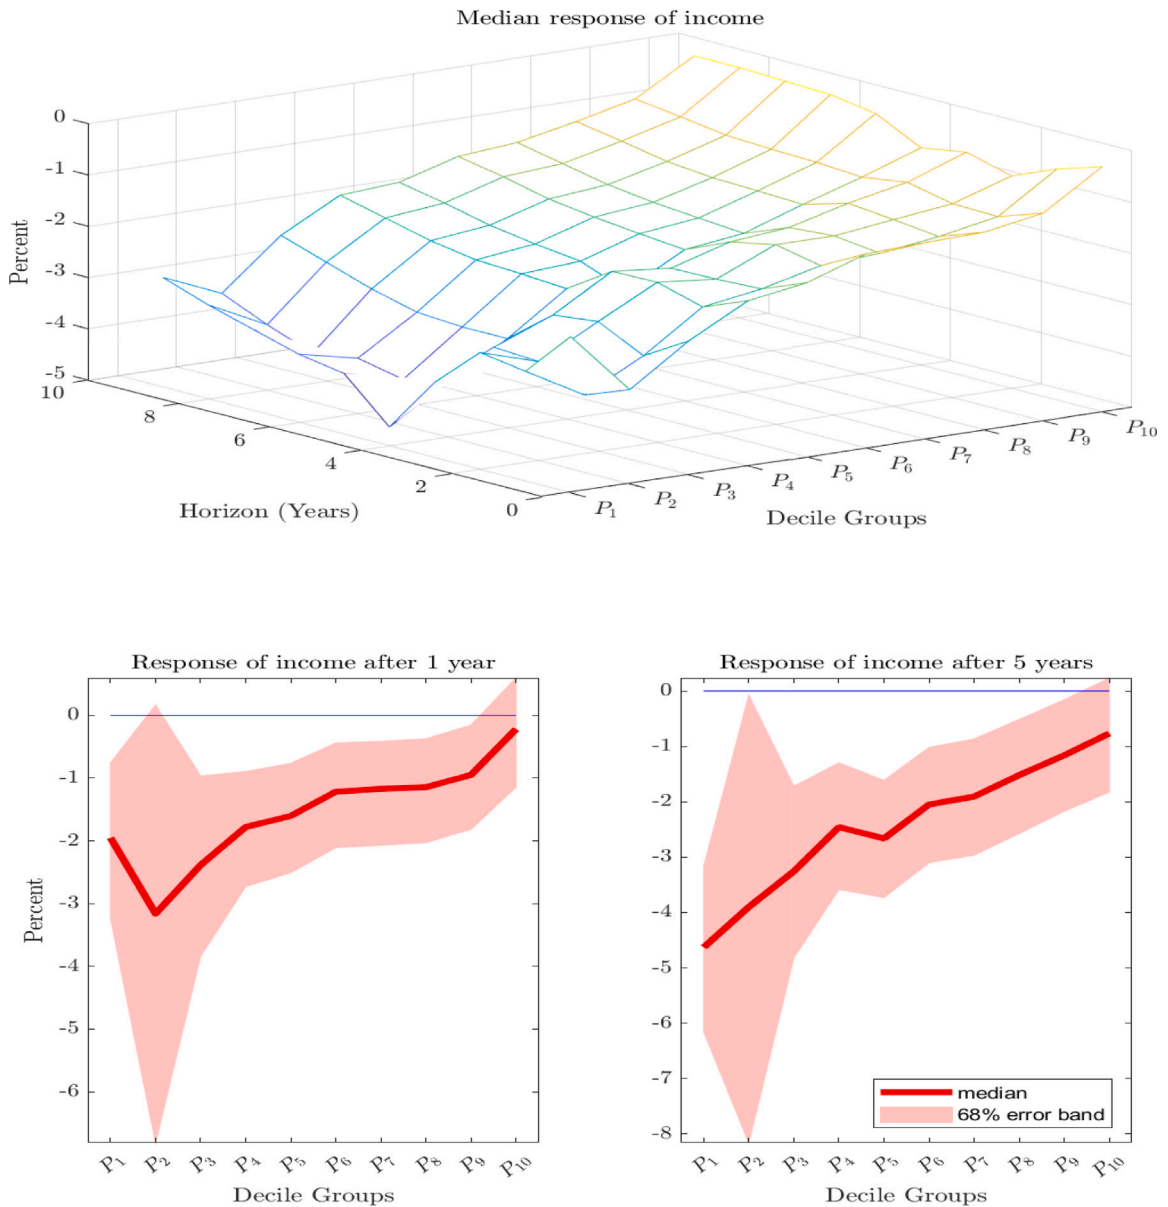 Median response of income
0
-1
-2
-3
-4
-5
Percent
10
8
6
4
2
0
Horizon (Years)
P1
P2
P3
P4
P5
P6
P7
P8
P9
P10
Decile Groups
Response of income after 1 year
0
-1
-2
-3
-4
-5
-6
Percent
P1 P2 P3 P4 P5 P6 P7 P8 P9 P10
Decile Groups
Response of income after 5 years
0
-1
-2
-3
-4
-5
-6
-7
-8
median
68% error band
P1 P2 P3 P4 P5 P6 P7 P8 P9 P10
Decile Groups